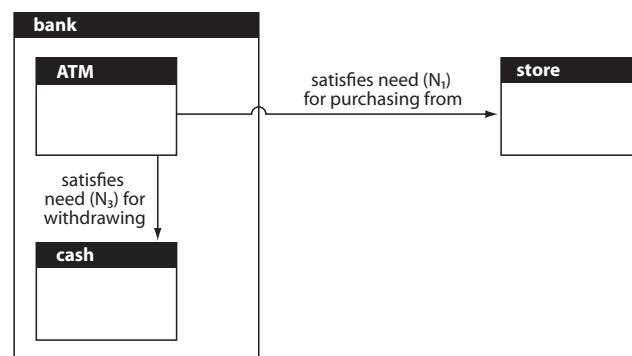 bank
ATM
satisfies need (N₁)
for purchasing from
store
satisfies
need (N₃) for
withdrawing
cash